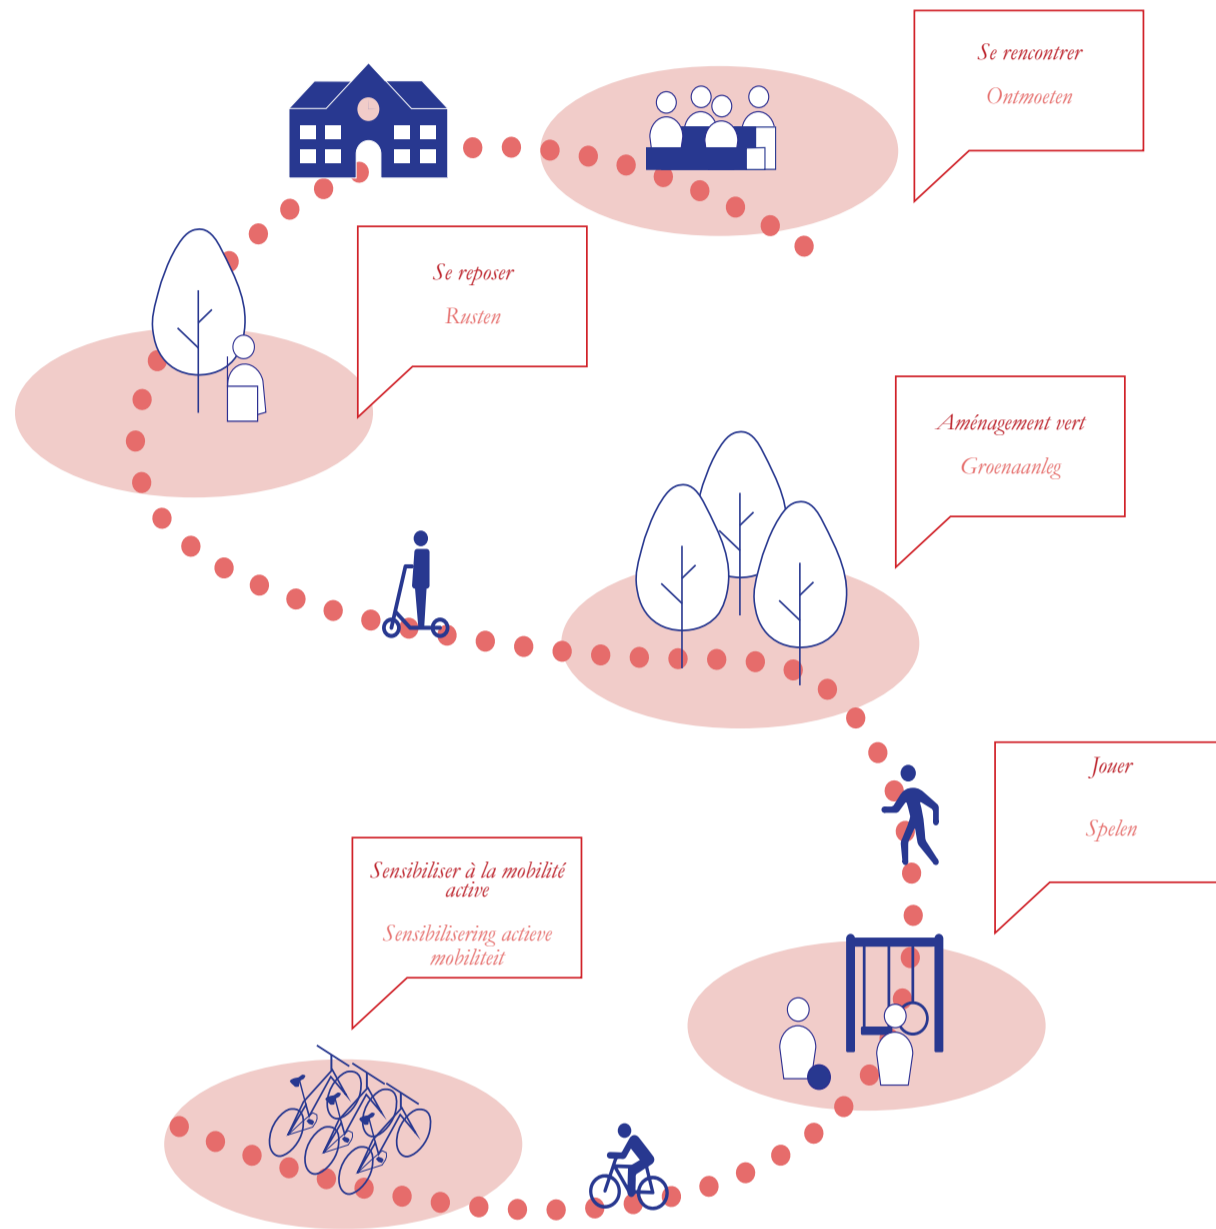 Se rencontrer
Ontmoeten
Se reposer
Rusten
Aménagement vert
Groenaanleg
Jouer
Spelen
Sensibiliser à la mobilité
active
Sensibilisering actieve
mobiliteit